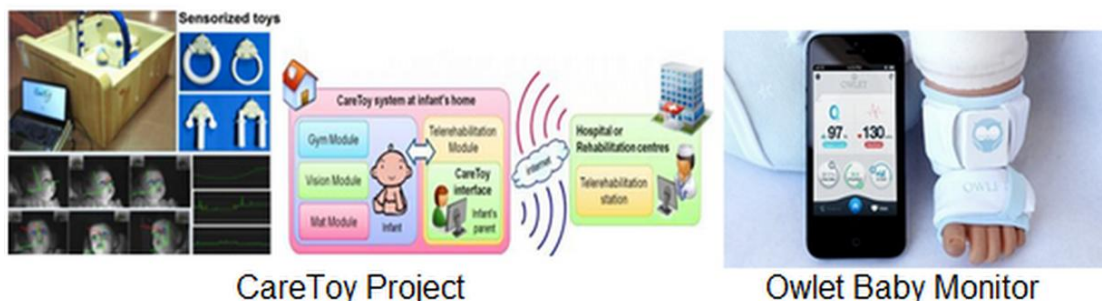 Sensorized toys
CareToy system at infant's home
Gym Module
Vision Module
Mat Module
Infant
Telerehabilitation
Module
CareToy
interface
Infant's
parent
internet
Hospital or
Rehabilitation centres
Telerehabilitation
station
OWLET
97
130
OWLET
CareToy Project
Owlet Baby Monitor